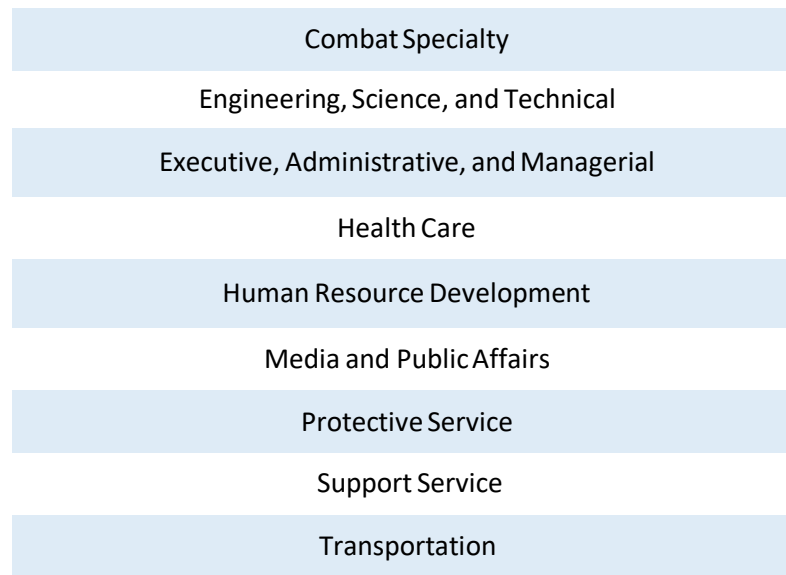 Combat Specialty
Engineering, Science, and Technical
Executive, Administrative, and Managerial
Health Care
Human Resource Development
Media and Public Affairs
Protective Service
Support Service
Transportation